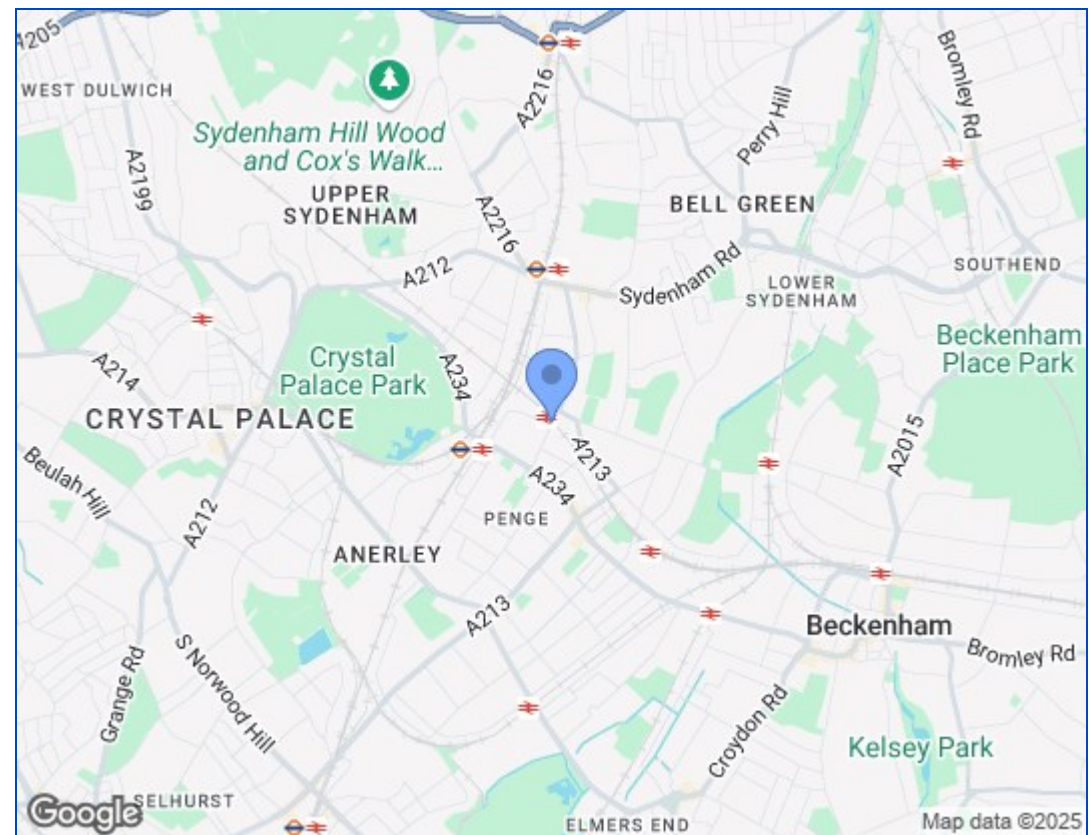 A205
WEST DULWICH
A2199
Sydenham Hill Wood
and Cox's Walk...
UPPER
SYDENHAM
A2216
A2216
Perry Hill
Bromley Rd
BELL GREEN
SOUTHEND
A212
Sydenham Rd
LOWER
SYDENHAM
Beckenham
Place Park
Crystal
Palace Park
A234
A214
CRYSTAL PALACE
A213
A234
A2015
Beulah Hill
A212
PENGE
ANERLEY
A213
Beckenham
Bromley Rd
S Norwood Hill
Grange Rd
Croydon Rd
Kelsey Park
SELHURST
ELMERS END
Google
Map data ©2025